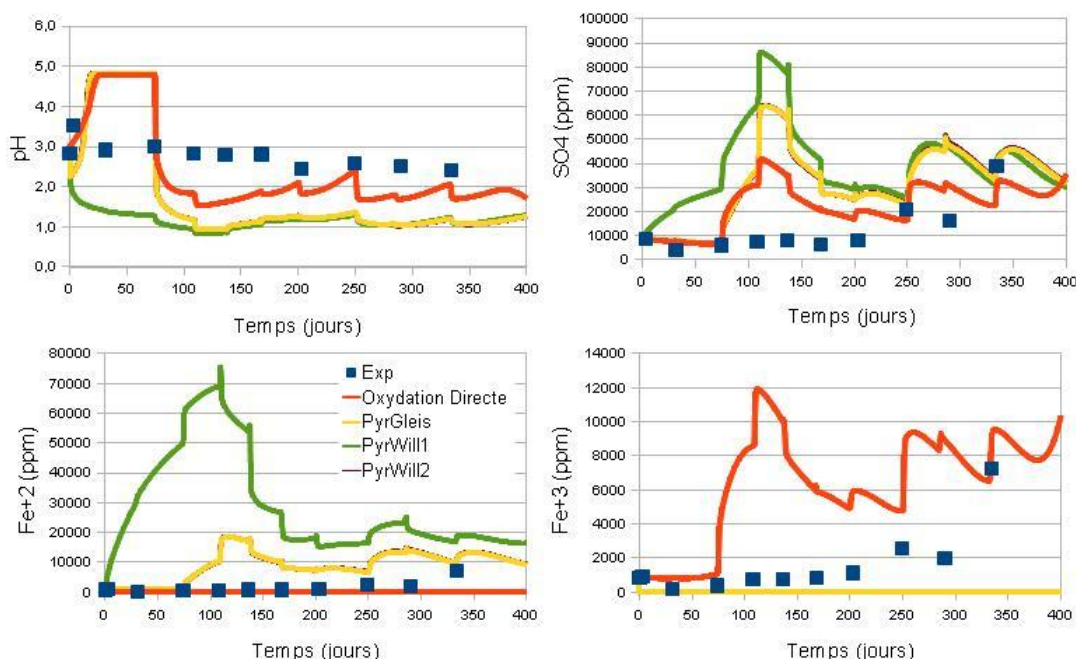 6,0
5,0
4,0
3,0
2,0
1,0
0,0
pH
0 50 100 150 200 250 300 350 400
Temps (jours)
100000
90000
80000
70000
60000
50000
40000
30000
20000
10000
0
SO4 (ppm)
0 50 100 150 200 250 300 350 400
Temps (jours)
80000
70000
60000
50000
40000
30000
20000
10000
0
Fe+2 (ppm)
Exp
Oxydation Directe
PyrGleis
PyrWill1
PyrWill2
0 50 100 150 200 250 300 350 400
Temps (jours)
14000
12000
10000
8000
6000
4000
2000
0
Fe+3 (ppm)
0 50 100 150 200 250 300 350 400
Temps (jours)